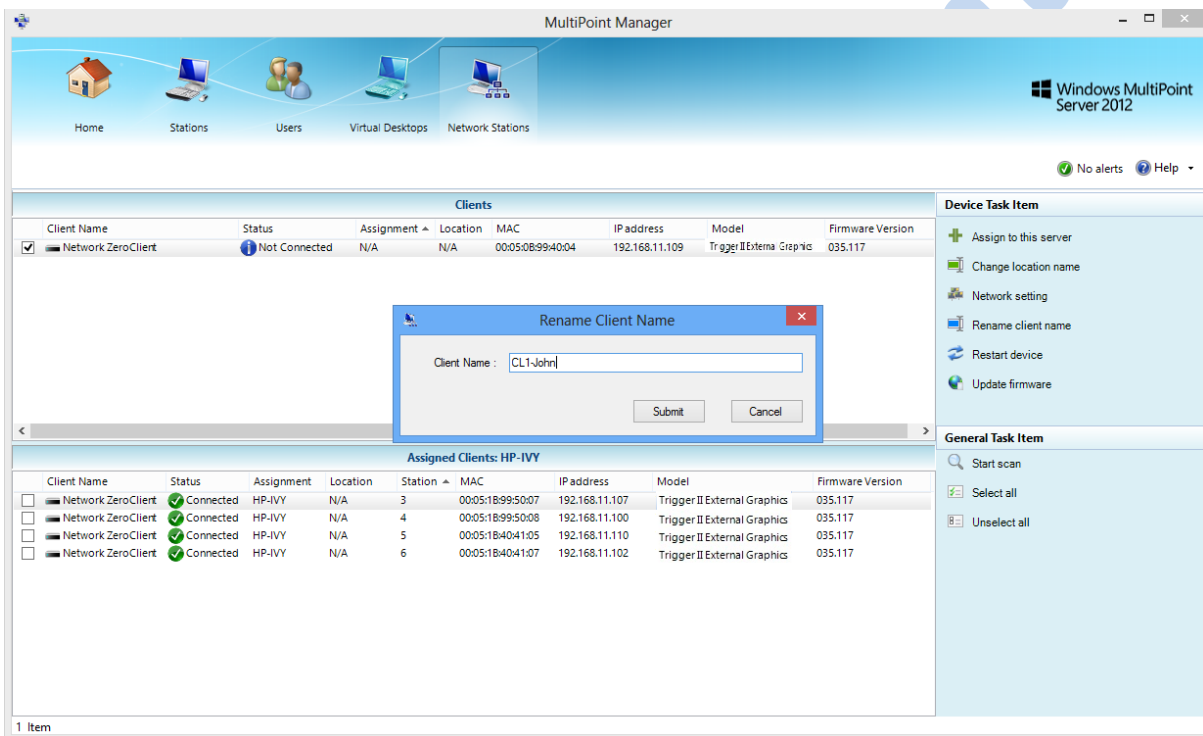 MultiPoint Manager
Home Stations Users Virtual Desktops Network Stations
Windows MultiPoint
Server 2012
No alerts Help
Clients
Client Name Status Assignment Location MAC IP address Model Firmware Version
Network ZeroClient Not Connected N/A N/A 00:05:0B:99:40:04 192.168.11.109 Trigger II Externa Graphics 035.117
Rename Client Name
Client Name : CL1-John
Submit Cancel
Assigned Clients: HP-IVY
Client Name Status Assignment Location Station MAC IP address Model Firmware Version
Network ZeroClient Connected HP-IVY N/A 3 00:05:1B:99:50:07 192.168.11.107 Trigger II External Graphics 035.117
Network ZeroClient Connected HP-IVY N/A 4 00:05:1B:99:50:08 192.168.11.100 Trigger II External Graphics 035.117
Network ZeroClient Connected HP-IVY N/A 5 00:05:1B:40:41:05 192.168.11.110 Trigger II External Graphics 035.117
Network ZeroClient Connected HP-IVY N/A 6 00:05:1B:40:41:07 192.168.11.102 Trigger II External Graphics 035.117
Device Task Item
Assign to this server
Change location name
Network setting
Rename client name
Restart device
Update firmware
General Task Item
Start scan
Select all
Unselect all
1 Item